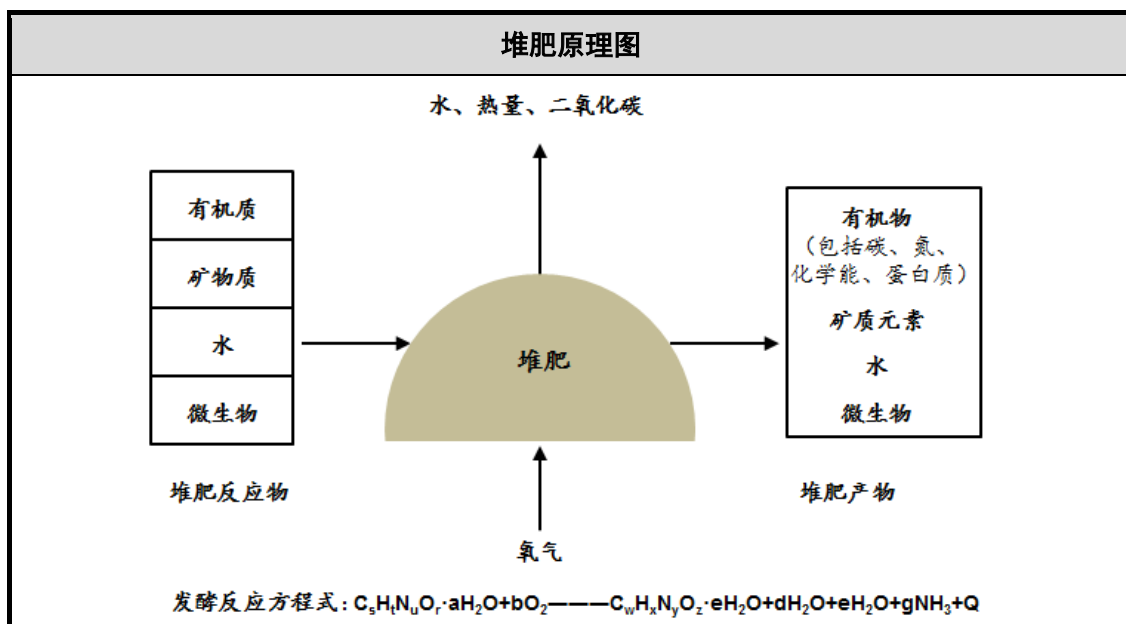 堆肥原理图
水、热量、二氧化碳
有机质
矿物质
水
微生物
堆肥反应物
堆肥
氧气
有机物
（包括碳、氮、
化学能、蛋白质）
矿质元素
水
微生物
堆肥产物
发酵反应方程式：CsHtNuOr·aH2O+bO2———CwHxNyOz·eH2O+dH2O+eH2O+gNH3+Q